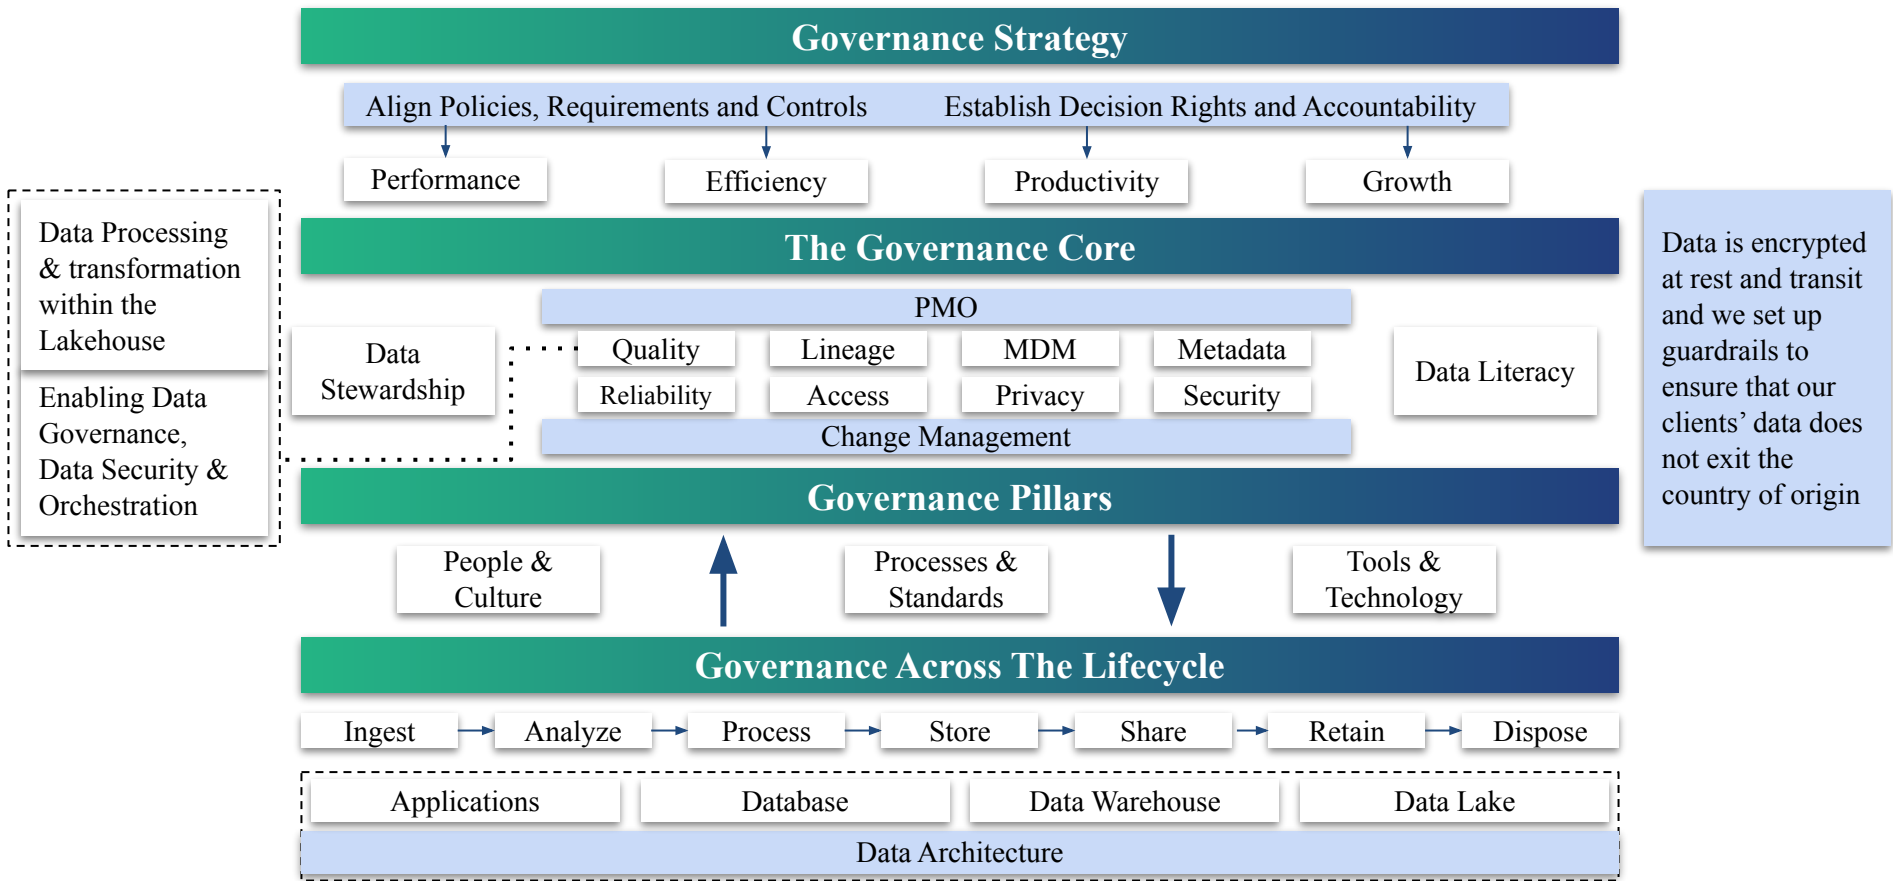 Governance Strategy
Align Policies, Requirements and Controls
Establish Decision Rights and Accountability
Performance
Efficiency
Productivity
Growth
Data Processing
& transformation
within the
Lakehouse
Enabling Data
Governance,
Data Security &
Orchestration
The Governance Core
PMO
Data
Stewardship
Quality
Lineage
MDM
Metadata
Reliability
Access
Privacy
Security
Change Management
Data Literacy
Data is encrypted
at rest and transit
and we set up
guardrails to
ensure that our
clients’ data does
not exit the
country of origin
Governance Pillars
People &
Culture
Processes &
Standards
Tools &
Technology
Governance Across The Lifecycle
Ingest
Analyze
Process
Store
Share
Retain
Dispose
Applications
Database
Data Warehouse
Data Lake
Data Architecture